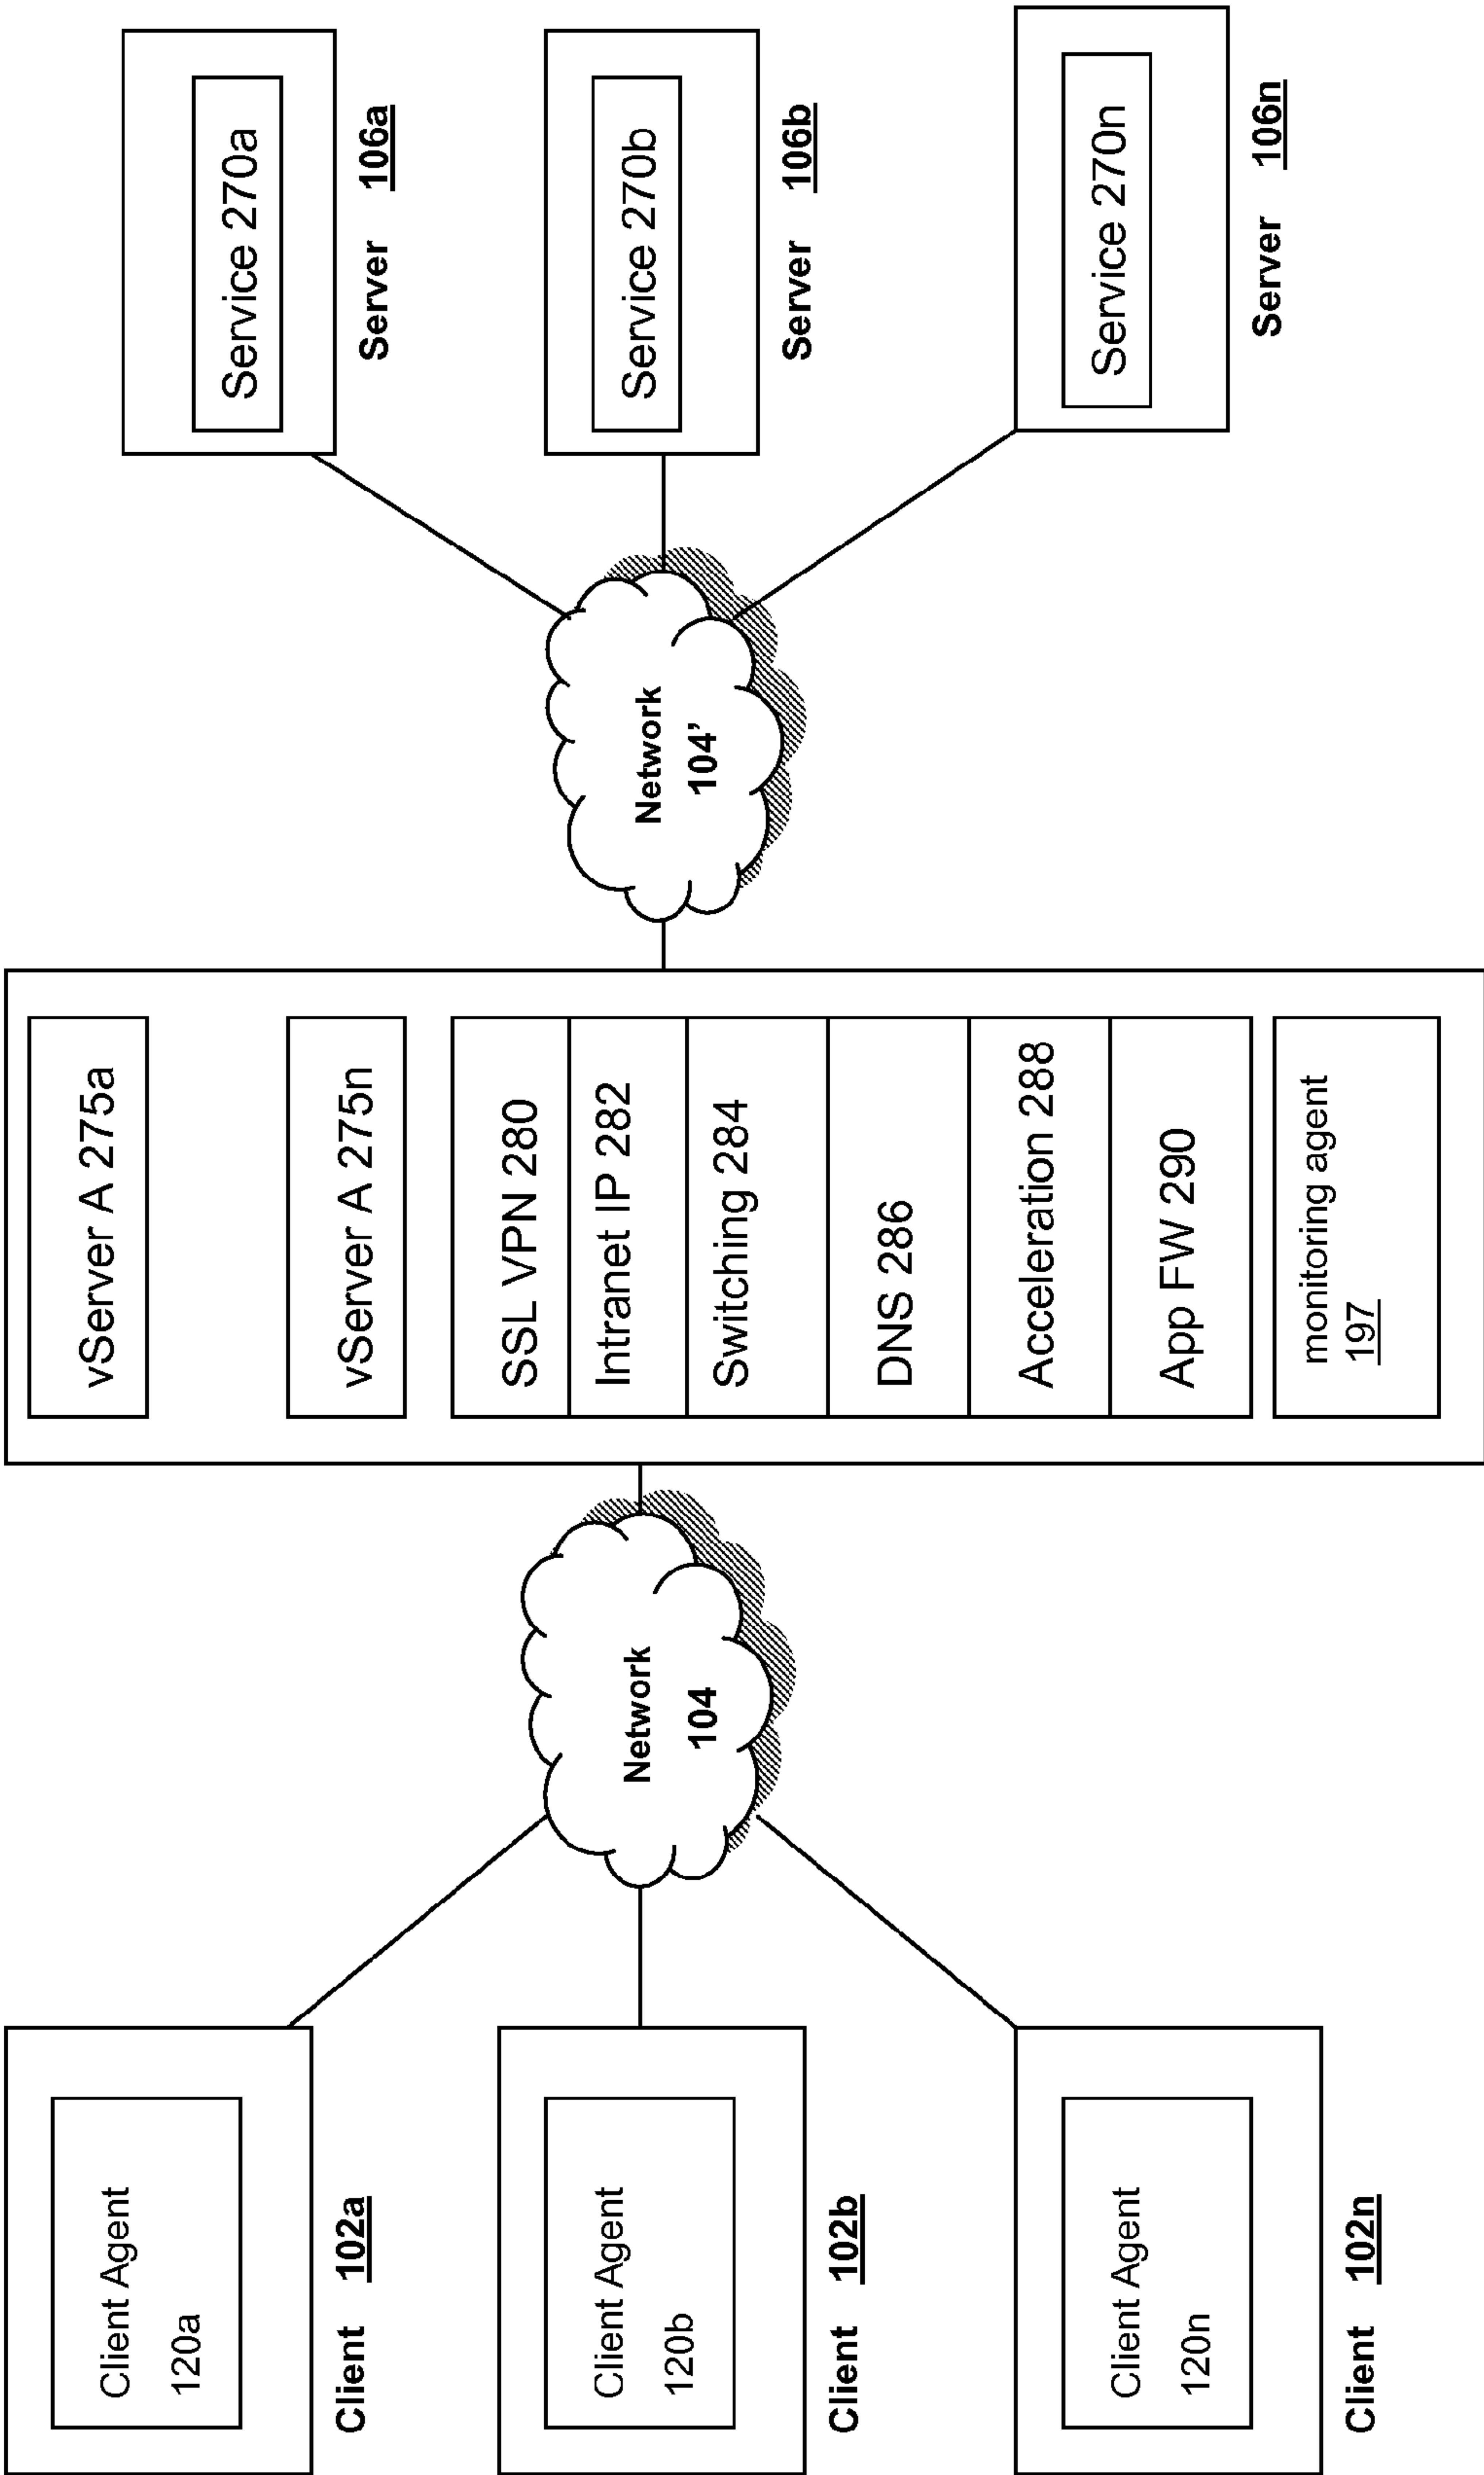 Client Agent
120a
Client 102a
Client Agent
120b
Client 102b
Client Agent
120n
Client 102n
Network
104
vServer A 275a
vServer A 275n
SSL VPN 280
Intranet IP 282
Switching 284
DNS 286
Acceleration 288
App FW 290
monitoring agent
197
Network
104’
Service 270a
Server 106a
Service 270b
Server 106b
Service 270n
Server 106n